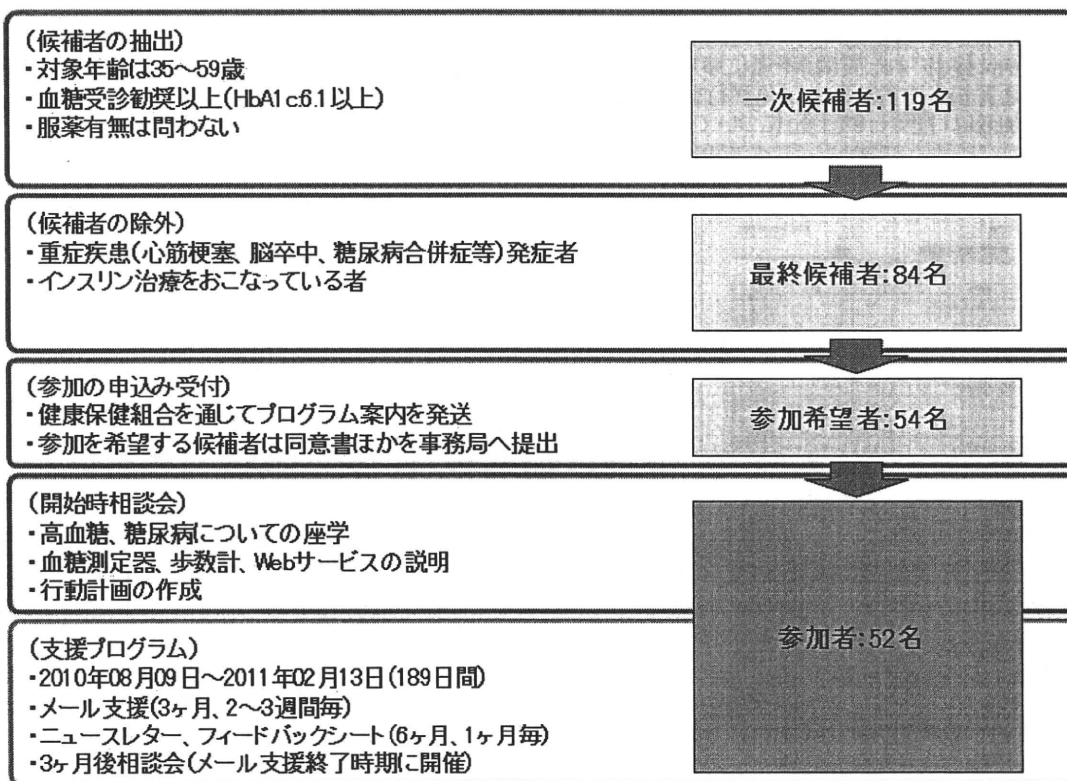 (候補者の抽出)
・対象年齢は35～59歳
・血糖受診勧奨以上(HbA1c6.1以上)
・服薬有無は問わない
一次候補者:119名
(候補者の除外)
・重症疾患(心筋梗塞、脳卒中、糖尿病合併症等)発症者
・インスリン治療をおこなっている者
最終候補者:84名
(参加の申込み受付)
・健康保健組合を通じてプログラム案内を発送
・参加を希望する候補者は同意書ほかを事務局へ提出
参加希望者:54名
(開始時相談会)
・高血糖、糖尿病についての座学
・血糖測定器、歩数計、Webサービスの説明
・行動計画の作成
参加者:52名
(支援プログラム)
・2010年08月09日～2011年02月13日(189日間)
・メール支援(3ヶ月、2～3週間毎)
・ニュースレター、フィードバックシート(6ヶ月、1ヶ月毎)
・3ヶ月後相談会(メール支援終了時期に開催)